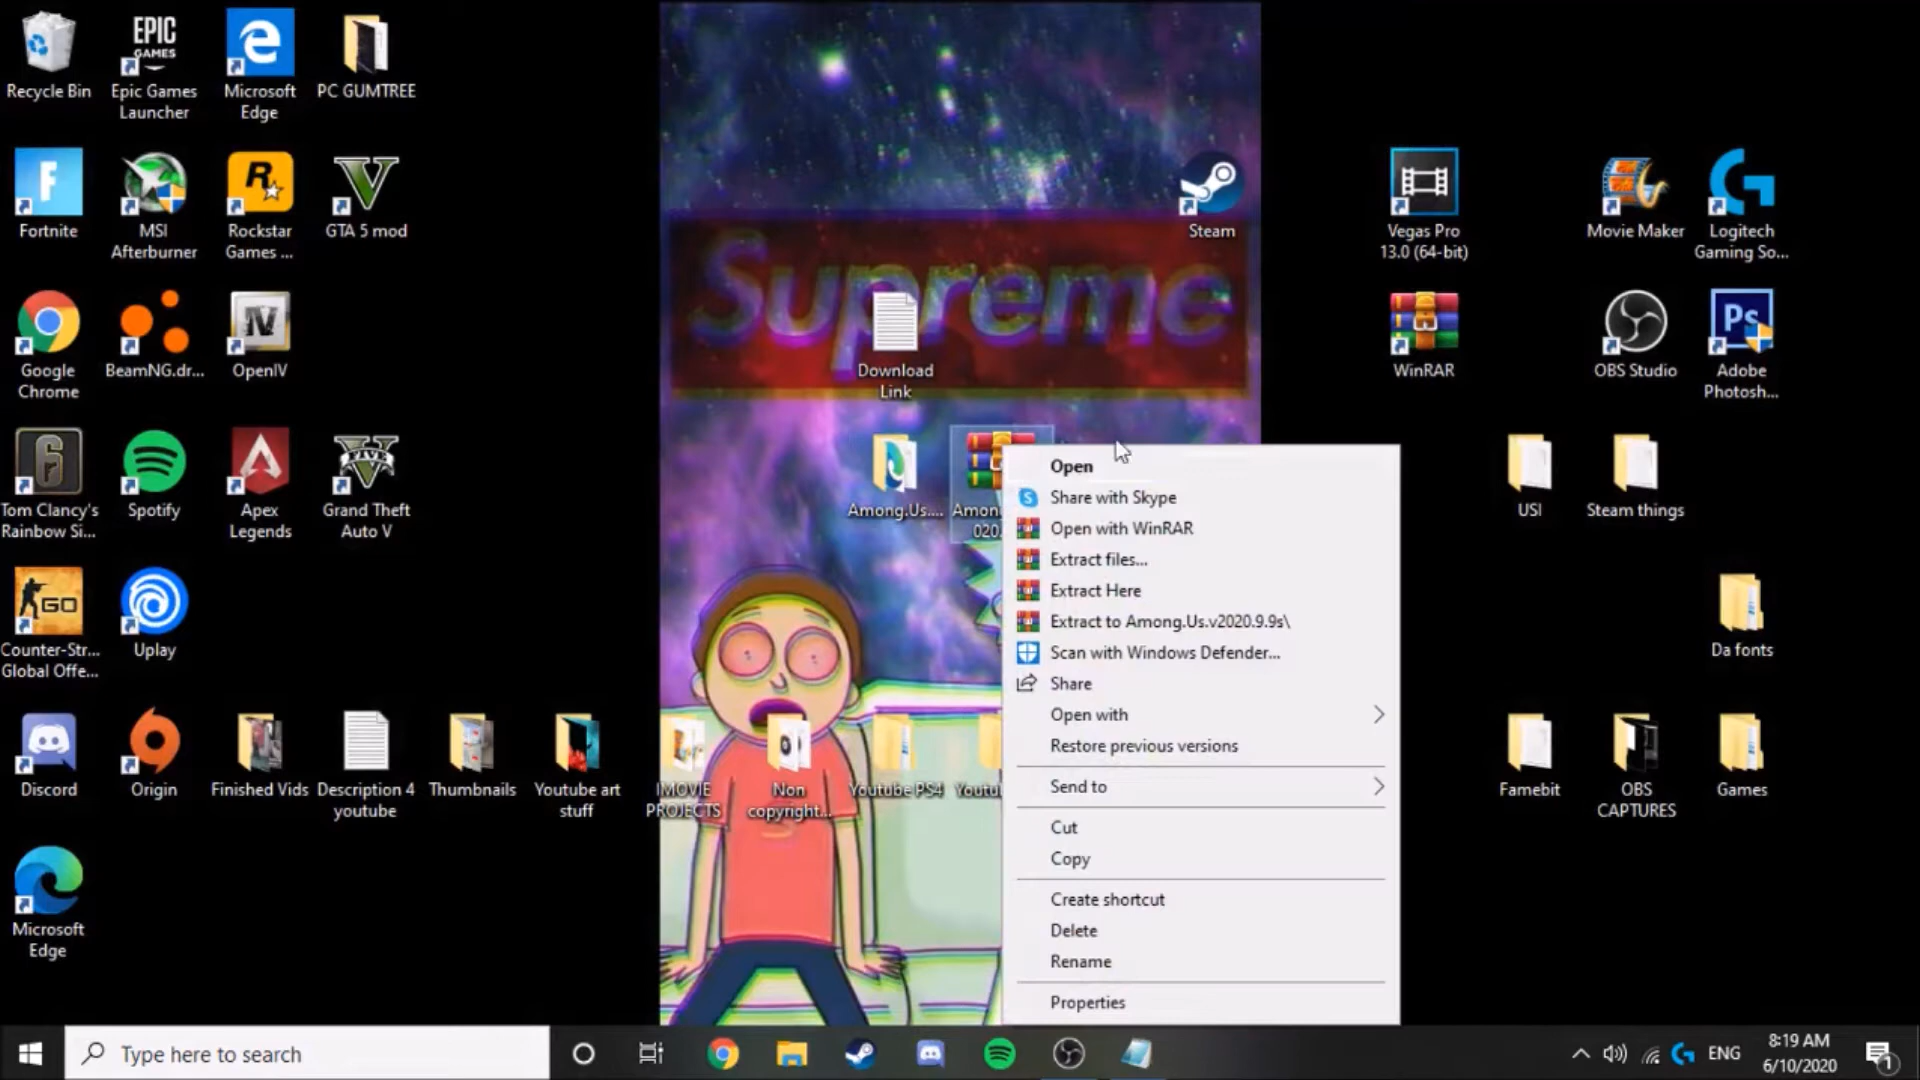 EPIC
GAMES
Recycle Bin
Epic Games
Launcher
Microsoft
Edge
PC GUMTREE
Fortnite
MSI
Afterburner
Rockstar
Games ...
GTA 5 mod
Steam
Vegas Pro
13.0 (64-bit)
Movie Maker
Logitech
Gaming So...
Supreme
Google
Chrome
BeamNG.dr...
OpenIV
Download
Link
WinRAR
OBS Studio
Ps
Adobe
Photosh...
Tom Clancy's
Rainbow Si...
Spotify
Apex
Legends
Grand Theft
Auto V
Among.Us....
Amon
020.
USI
Steam things
GO
Counter-Str...
Global Offe...
Uplay
Da fonts
Discord
Origin
Finished Vids
Description 4
youtube
Thumbnails
Youtube art
stuff
IMOVIE
PROJECTS
Non
copyright...
Youtube PS4
Youtu
Famebit
OBS
CAPTURES
Games
Microsoft
Edge
Open
Share with Skype
Open with WinRAR
Extract files...
Extract Here
Extract to Among.Us.v2020.9.9s\
Scan with Windows Defender...
Share
Open with
Restore previous versions
Send to
Cut
Copy
Create shortcut
Delete
Rename
Properties
Type here to search
ENG
8:19 AM
6/10/2020
1